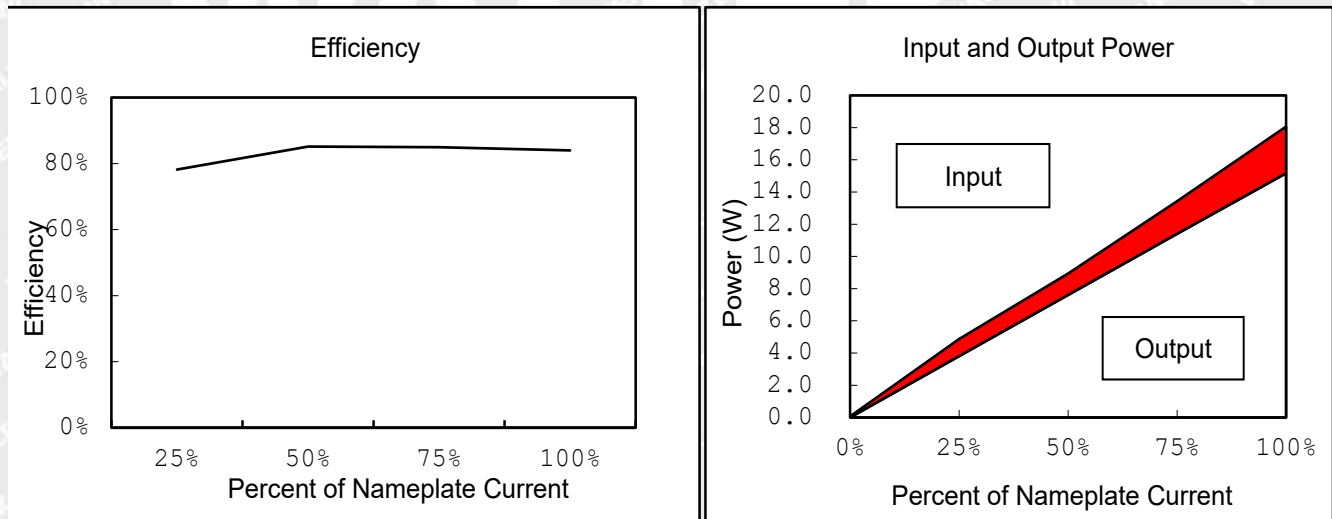 Efficiency
100%
80%
60%
40%
20%
0%
Efficiency
25% 50% 75% 100%
Percent of Nameplate Current
Input and Output Power
20.0
18.0
16.0
14.0
12.0
10.0
8.0
6.0
4.0
2.0
0.0
Power (W)
Input
Output
0% 25% 50% 75% 100%
Percent of Nameplate Current